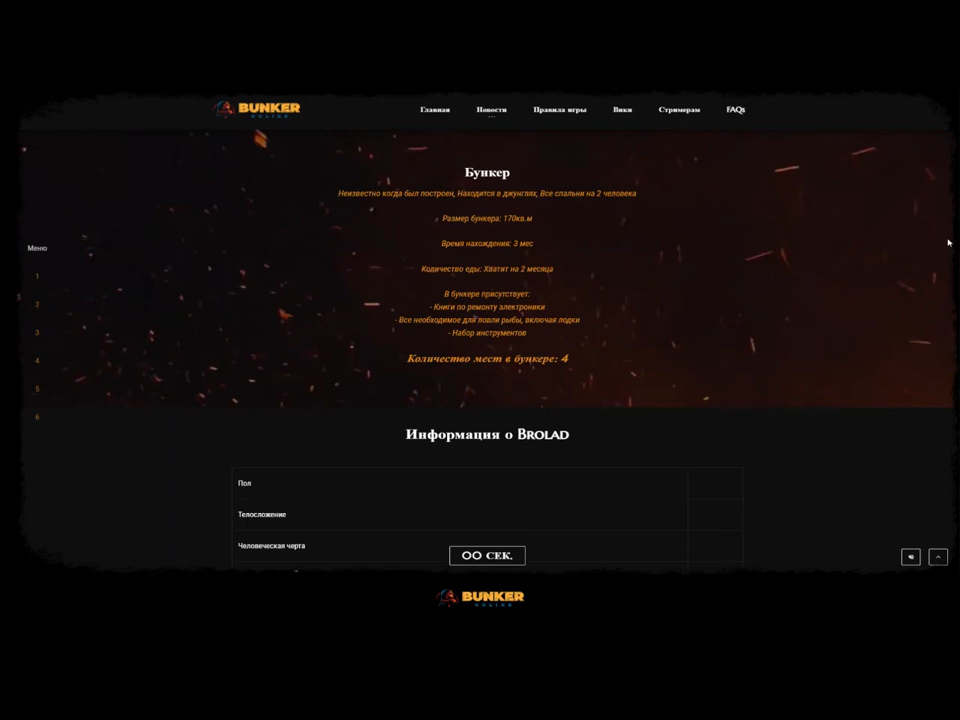 BUNKER
ONLINE
Главная Новости Правила игры Вики Стримерам FAQs
Бункер
Неизвестно когда был построен, Находится в джунглях, Все спальни на 2 человека
Размер бункера: 170кв.м
Время нахождения: 3 мес
Количество еды: Хватит на 2 месяца
В бункере присутствует:
- Книги по ремонту электроники
- Все необходимое для ловли рыбы, включая лодки
- Набор инструментов
Количество мест в бункере: 4
Меню
1
2
3
4
5
6
Информация о BROLAD
Пол
Телосложение
Человеческая черта
00 СЕК.
BUNKER
ONLINE